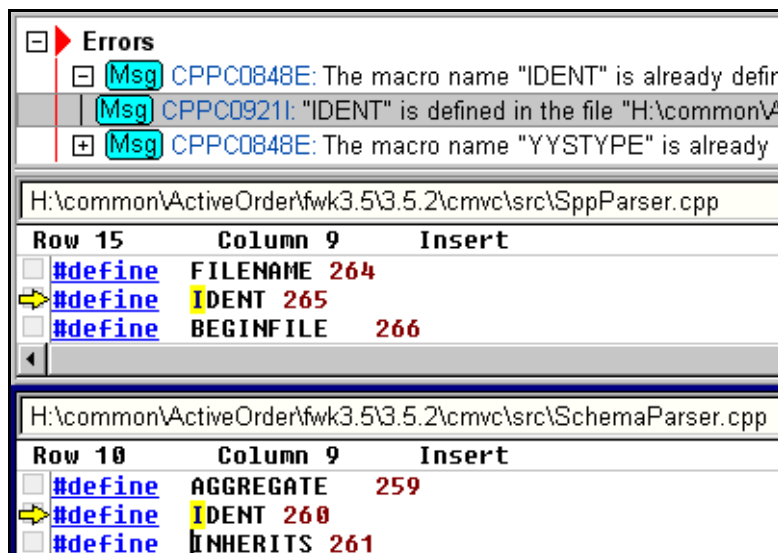 Errors
Msg CPPC0848E: The macro name "IDENT" is already defin
Msg CPPC0921I: "IDENT" is defined in the file "H:\common\A
Msg CPPC0848E: The macro name "YYSTYPE" is already
H:\common\ActiveOrder\fwk3.5\3.5.2\cmvc\src\SppParser.cpp
Row 15 Column 9 Insert
#define FILENAME 264
#define IDENT 265
#define BEGINFILE 266
H:\common\ActiveOrder\fwk3.5\3.5.2\cmvc\src\SchemaParser.cpp
Row 10 Column 9 Insert
#define AGGREGATE 259
#define IDENT 260
#define INHERITS 261